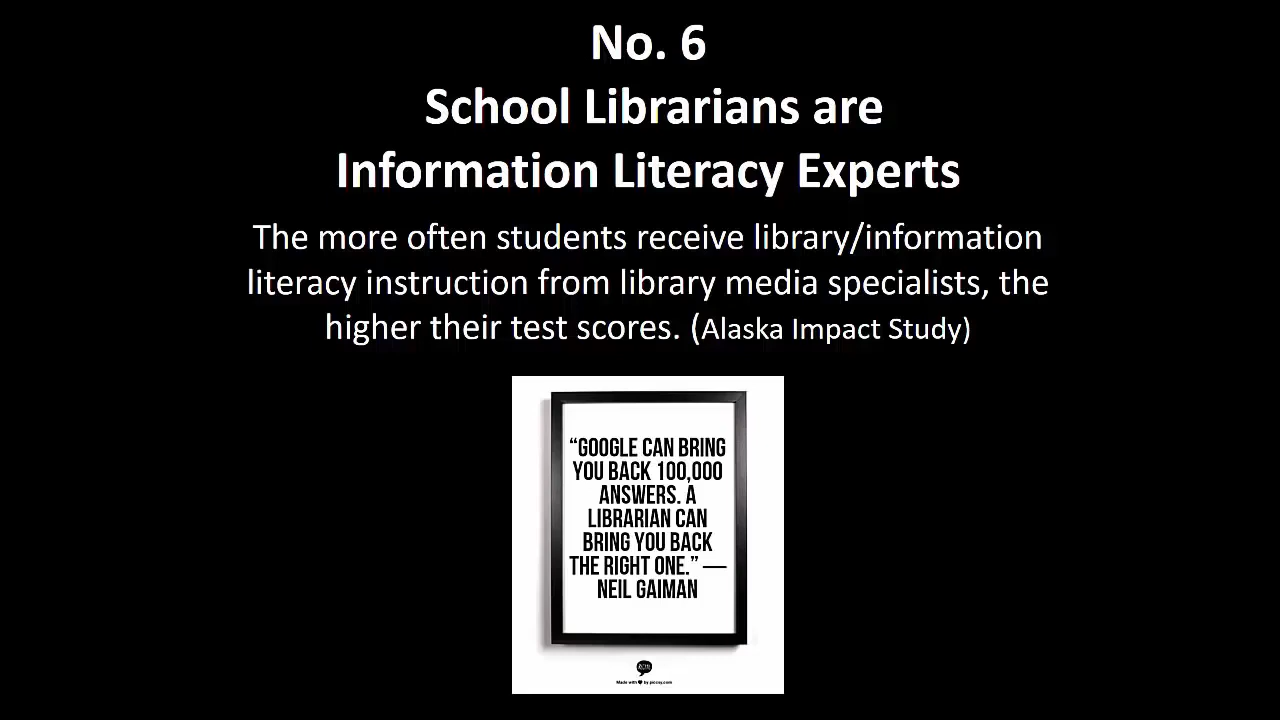 No. 6
School Librarians are
Information Literacy Experts
The more often students receive library/information
literacy instruction from library media specialists, the
higher their test scores. (Alaska Impact Study)
“GOOGLE CAN BRING
YOU BACK 100,000
ANSWERS. A
LIBRARIAN CAN
BRING YOU BACK
THE RIGHT ONE.” —
NEIL GAIMAN